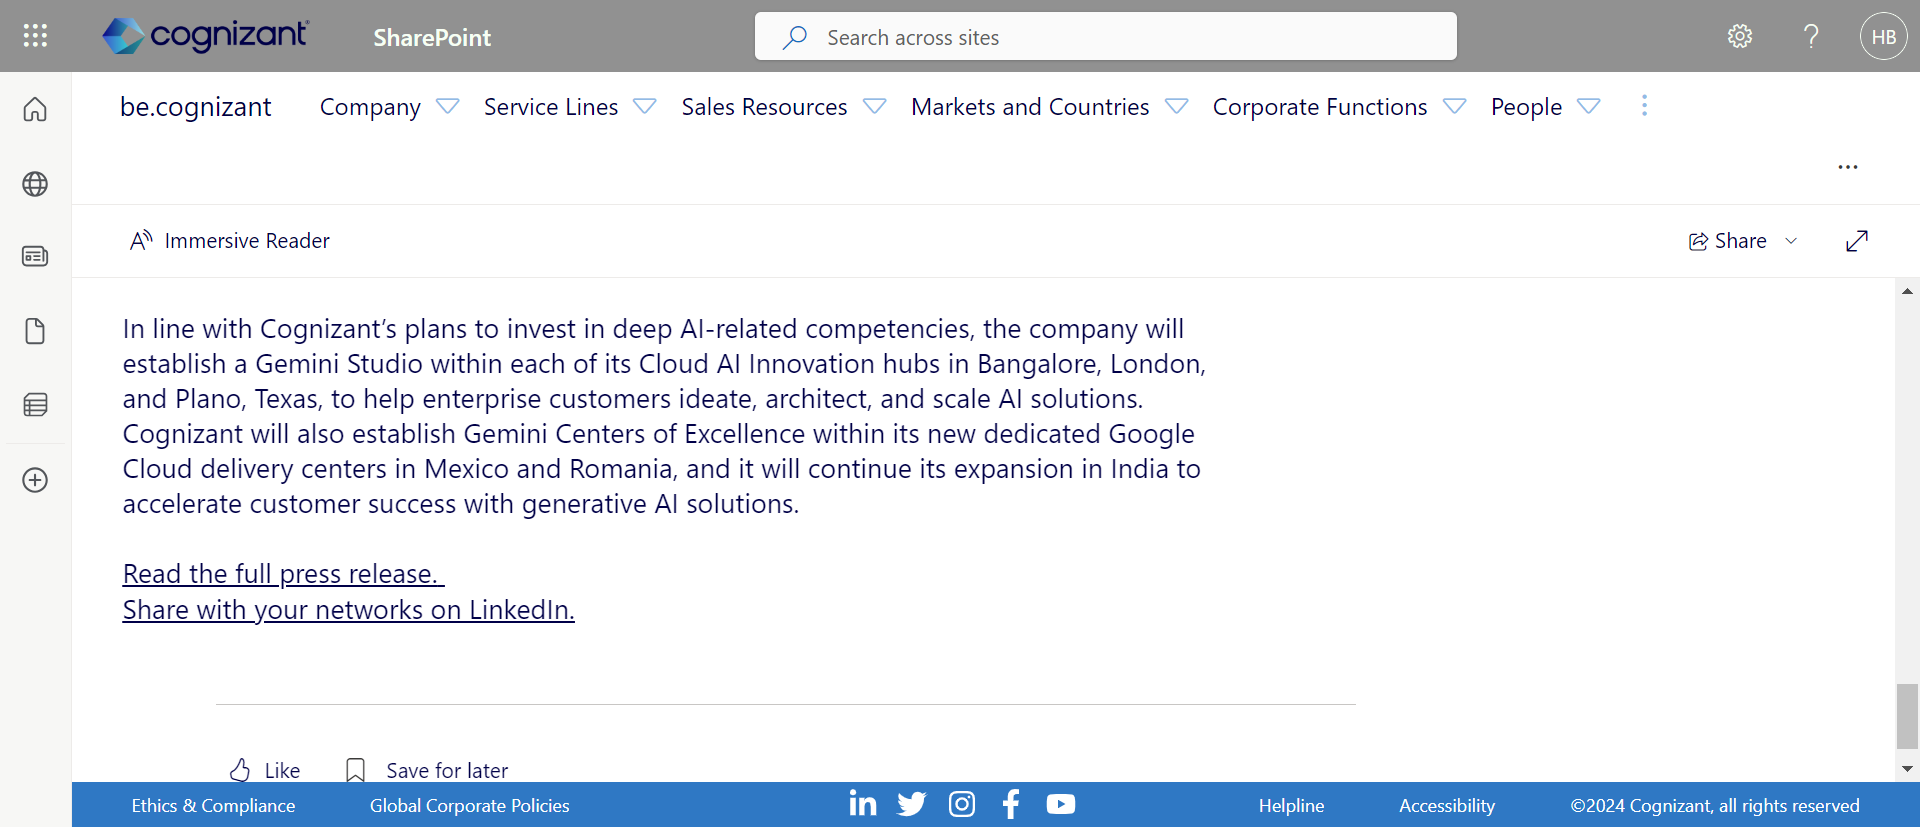 cognizant
SharePoint
Search across sites
HB
be.cognizant
Company
Service Lines
Sales Resources
Markets and Countries
Corporate Functions
People
Immersive Reader
Share
In line with Cognizant’s plans to invest in deep AI-related competencies, the company will
establish a Gemini Studio within each of its Cloud AI Innovation hubs in Bangalore, London,
and Plano, Texas, to help enterprise customers ideate, architect, and scale AI solutions.
Cognizant will also establish Gemini Centers of Excellence within its new dedicated Google
Cloud delivery centers in Mexico and Romania, and it will continue its expansion in India to
accelerate customer success with generative AI solutions.
Read the full press release.
Share with your networks on LinkedIn.
Like
Save for later
Ethics & Compliance
Global Corporate Policies
Helpline
Accessibility
©2024 Cognizant, all rights reserved